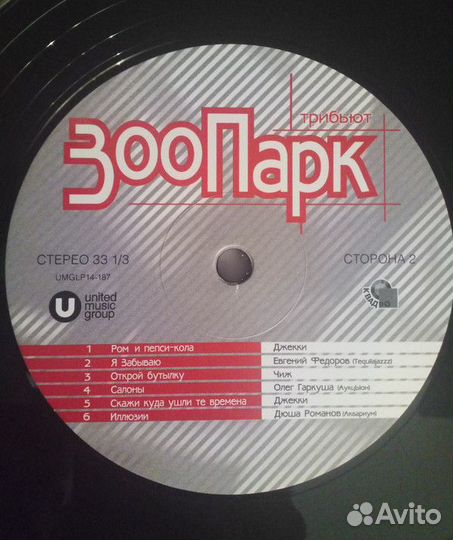 трибьют
ЗооПарк
СТЕРЕО 33 1/3
СТОРОНА 2
UMGLP14-187
U united music group
КВАДРО
1 Ром и пепси-кола Джекки
2 Я Забываю Евгений Федоров (Tequilajazzz)
3 Открой бутылку Чиж
4 Салоны Олег Гаркуша (Аукцыон)
5 Скажи куда ушли те времена Джекки
6 Иллюзии Дюша Романов (Аквариум)
Avito